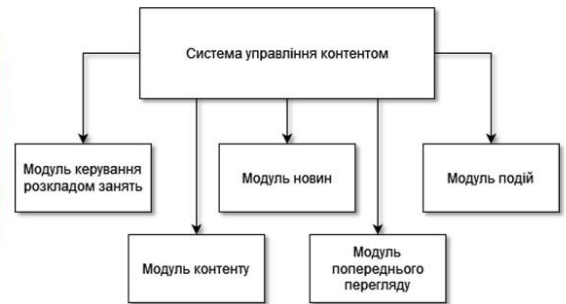 Система управління контентом
Модуль керування
розкладом занять
Модуль новин
Модуль подій
Модуль контенту
Модуль
попереднього
перегляду